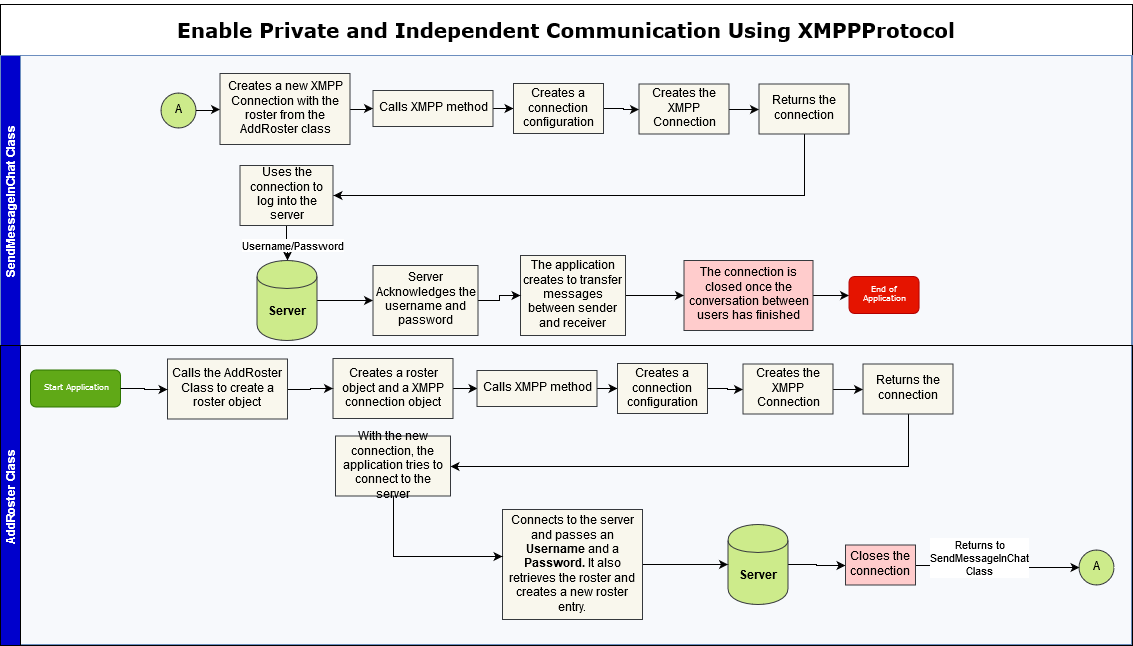 Enable Private and Independent Communication Using XMPPProtocol
SendMessageInChat Class
A
Creates a new XMPP
Connection with the
roster from the
AddRoster class
Calls XMPP method
Creates a
connection
configuration
Creates the
XMPP
Connection
Returns the
connection
Uses the
connection to
log into the
server
Username/Password
Server
Server
Acknowledges the
username and
password
The application
creates to transfer
messages
between sender
and receiver
The connection is
closed once the
conversation between
users has finished
End of
Application
AddRoster Class
Start Application
Calls the AddRoster
Class to create a
roster object
Creates a roster
object and a XMPP
connection object
Calls XMPP method
Creates a
connection
configuration
Creates the
XMPP
Connection
Returns the
connection
With the new
connection, the
application tries to
connect to the
server
Connects to the server
and passes an
Username and a
Password. It also
retrieves the roster and
creates a new roster
entry.
Server
Closes the
connection
Returns to
SendMessageInChat
Class
A